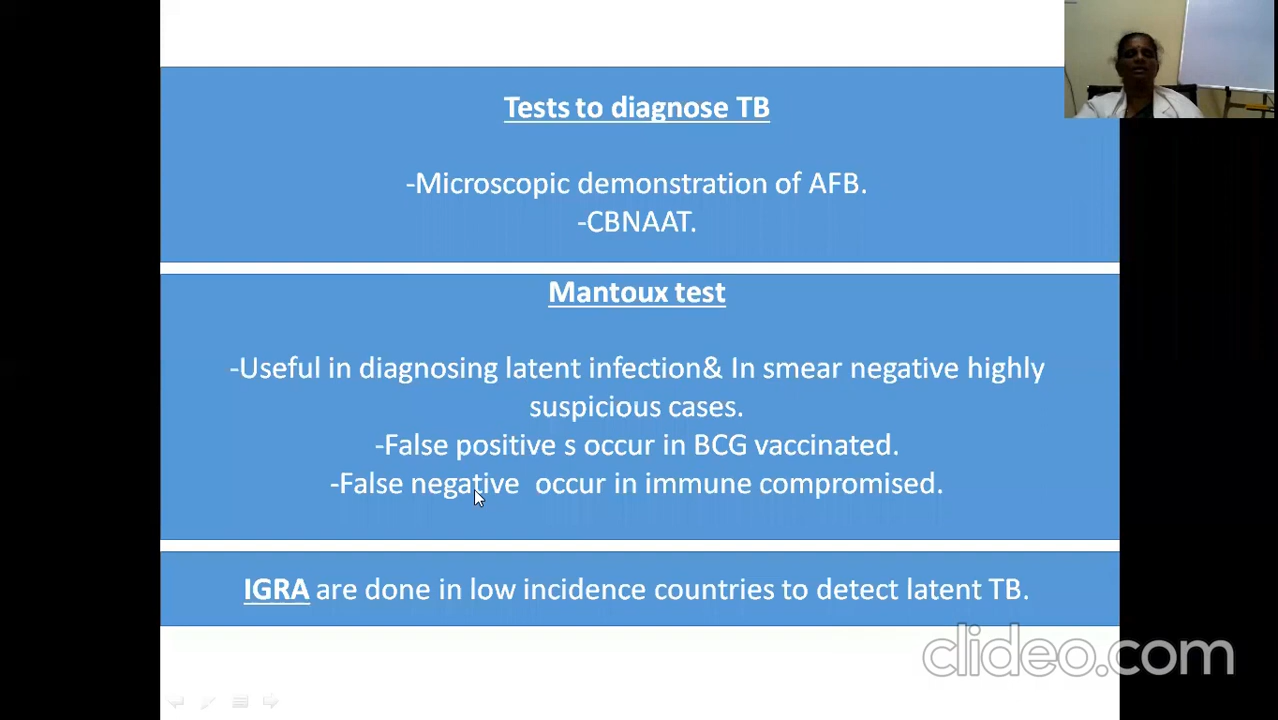 Tests to diagnose TB
-Microscopic demonstration of AFB.
-CBNAAT.
Mantoux test
-Useful in diagnosing latent infection& In smear negative highly
suspicious cases.
-False positive s occur in BCG vaccinated.
-False negative  occur in immune compromised.
IGRA are done in low incidence countries to detect latent TB.
clideo.com